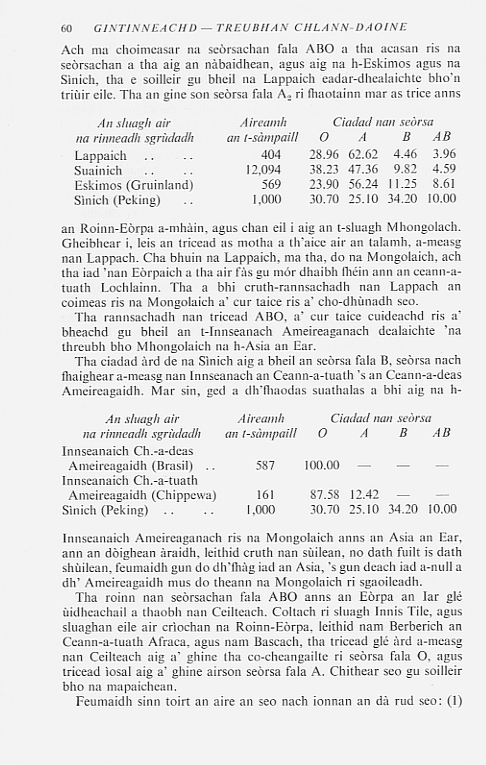 60 GINTINNEACHD — TREUBHAN CHLANN-DAOINE
Ach ma choimeasar na seòrsachan fala ABO a tha acasan ris na
seòrsachan a tha aig an nàbaidhean, agus aig na h-Eskimos agus na
Sìnich, tha e soilleir gu bheil na Lappaich eadar-dhealaichte bho'n
triùir eile. Tha an gine son seòrsa fala A₂ ri fhaotainn mar as trice anns
An sluagh air Aireamh Ciadad nan seòrsa
na rinneadh sgrùdadh an t-sàmpaill O A B AB
Lappaich .. .. 404 28.96 62.62 4.46 3.96
Suainich .. .. 12,094 38.23 47.36 9.82 4.59
Eskimos (Gruinland) 569 23.90 56.24 11.25 8.61
Sìnich (Peking) .. 1,000 30.70 25.10 34.20 10.00
an Roinn-Eòrpa a-mhàin, agus chan eil i aig an t-sluagh Mhongolach.
Gheibhear i, leis an tricead as motha a th'aice air an talamh, a-measg
nan Lappach. Cha bhuin na Lappaich, ma tha, do na Mongolaich, ach
tha iad 'nan Eòrpaich a tha air fàs gu mór dhaibh fhéin ann an ceann-a-
tuath Lochlainn. Tha a bhi cruth-rannsachadh nan Lappach an
coimeas ris na Mongolaich a' cur taice ris a' cho-dhùnadh seo.
Tha rannsachadh nan tricead ABO, a' cur taice cuideachd ris a'
bheachd gu bheil an t-Innseanach Ameireaganach dealaichte 'na
threubh bho Mhongolaich na h-Asia an Ear.
Tha ciadad àrd de na Sìnich aig a bheil an seòrsa fala B, seòrsa nach
fhaighear a-measg nan Innseanach an Ceann-a-tuath 's an Ceann-a-deas
Ameireagaidh. Mar sin, ged a dh'fhaodas suathalas a bhi aig na h-
An sluagh air Aireamh Ciadad nan seòrsa
na rinneadh sgrùdadh an t-sàmpaill O A B AB
Innseanaich Ch.-a-deas
Ameireagaidh (Brasil) .. 587 100.00 — — —
Innseanaich Ch.-a-tuath
Ameireagaidh (Chippewa) 161 87.58 12.42 — —
Sìnich (Peking) .. .. 1,000 30.70 25.10 34.20 10.00
Innseanaich Ameireaganach ris na Mongolaich anns an Asia an Ear,
ann an dòighean àraidh, leithid cruth nan sùilean, no dath fuilt is dath
shùilean, feumaidh gun do dh'fhàg iad an Asia, 's gun deach iad a-null a
dh' Ameireagaidh mus do theann na Mongolaich ri sgaoileadh.
Tha roinn nan seòrsachan fala ABO anns an Eòrpa an Iar glé
ùidheachail a thaobh nan Ceilteach. Coltach ri sluagh Innis Tile, agus
sluaghan eile air crìochan na Roinn-Eòrpa, leithid nam Berberich an
Ceann-a-tuath Afraca, agus nam Bascach, tha tricead glé àrd a-measg
nan Ceilteach aig a' ghine tha co-cheangailte ri seòrsa fala O, agus
tricead ìosal aig a' ghine airson seòrsa fala A. Chithear seo gu soilleir
bho na mapaichean.
Feumaidh sinn toirt an aire an seo nach ionnan an dà rud seo: (1)